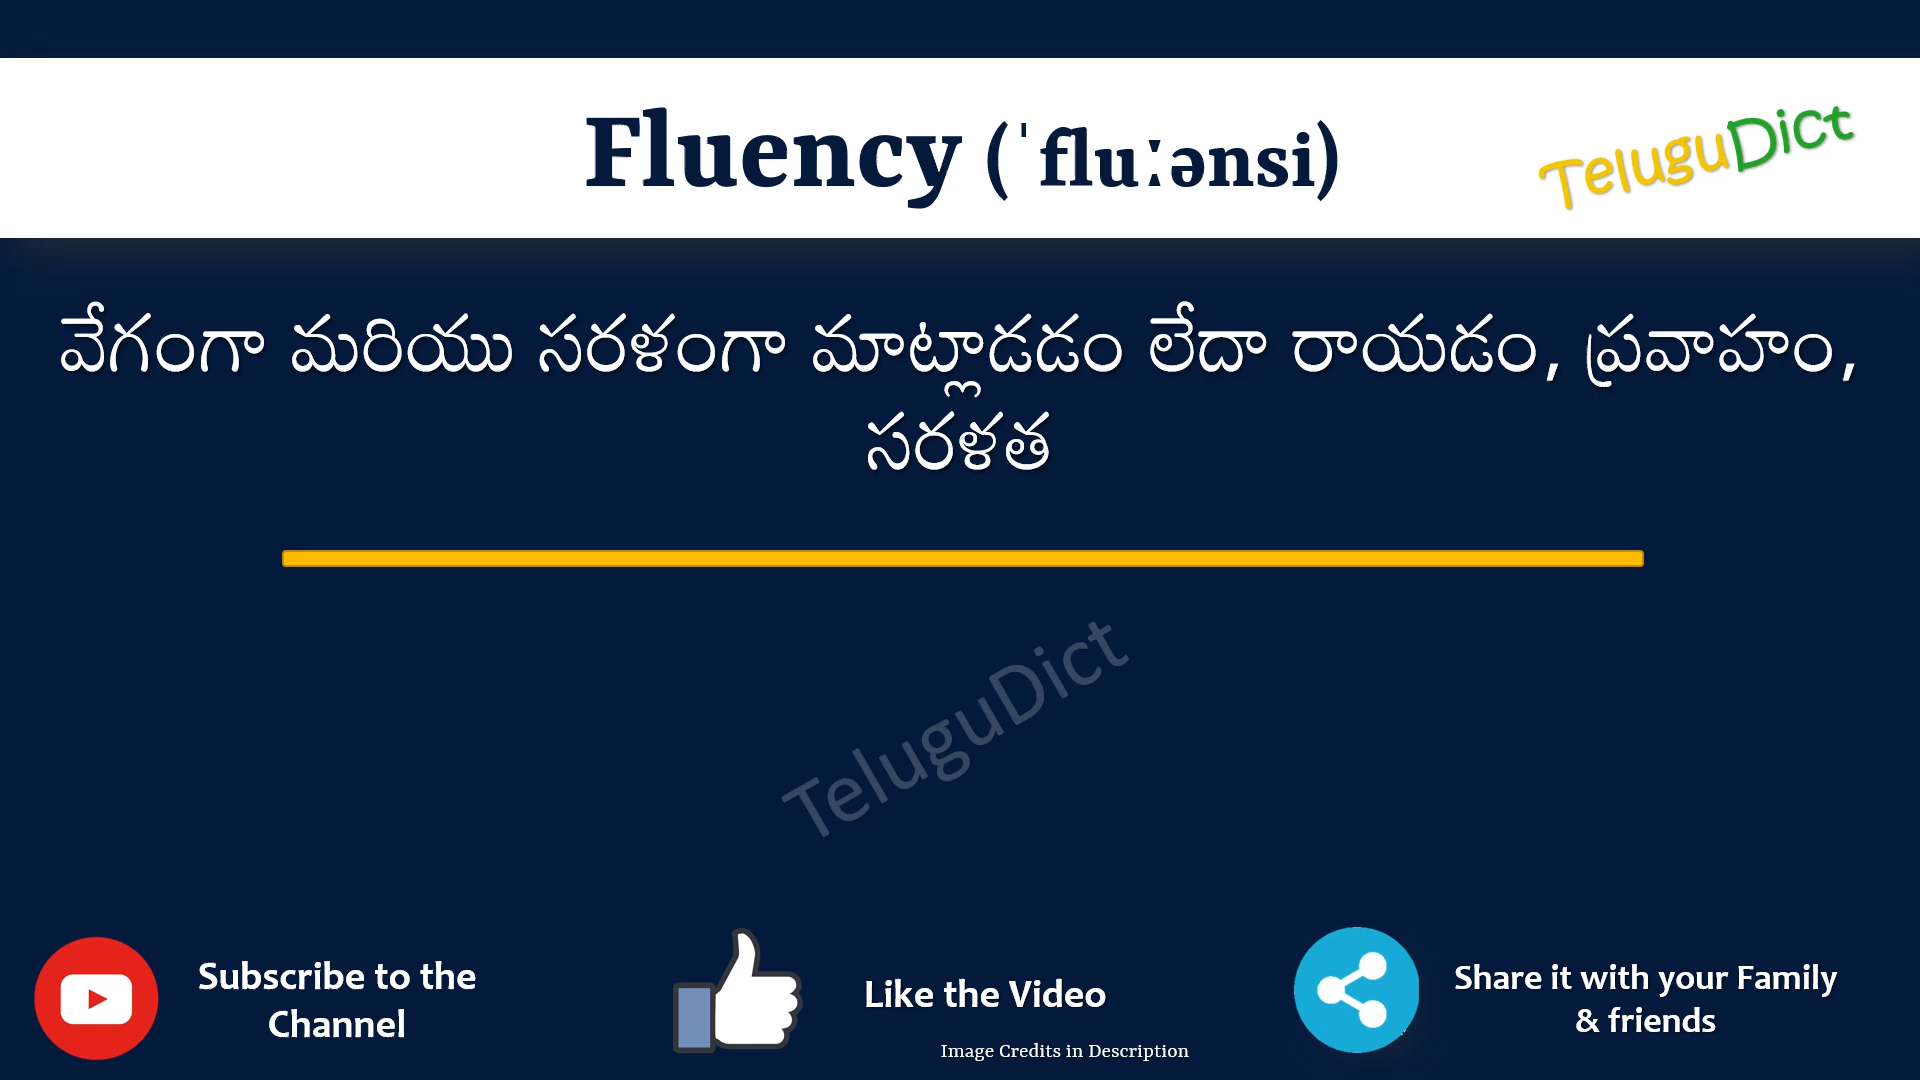 Fluency (ˈfluːənsi)
TeluguDict
వేగంగా మరియు సరళంగా మాట్లాడడం లేదా రాయడం, ప్రవాహం,
సరళత
TeluguDict
Subscribe to the
Channel
Like the Video
Share it with your Family
& friends
Image Credits in Description